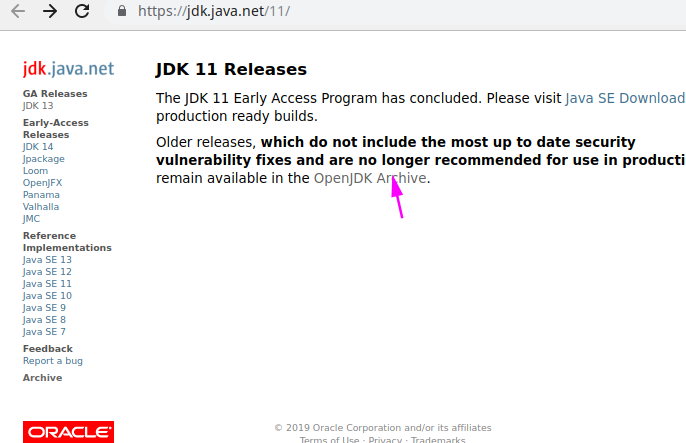 https://jdk.java.net/11/
jdk.java.net
GA Releases
JDK 13
Early-Access
Releases
JDK 14
Jpackage
Loom
OpenJFX
Panama
Valhalla
JMC
Reference
Implementations
Java SE 13
Java SE 12
Java SE 11
Java SE 10
Java SE 9
Java SE 8
Java SE 7
Feedback
Report a bug
Archive
ORACLE
JDK 11 Releases
The JDK 11 Early Access Program has concluded. Please visit Java SE Download
production ready builds.
Older releases, which do not include the most up to date security
vulnerability fixes and are no longer recommended for use in producti
remain available in the OpenJDK Archive.
© 2019 Oracle Corporation and/or its affiliates
Terms of Use · Privacy · Trademarks